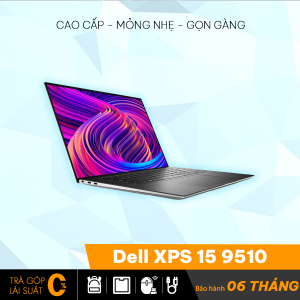 CAO CẤP - MỎNG NHẸ - GỌN GÀNG
Dell XPS 15 9510
TRẢ GÓP
LÃI SUẤT
0%
Bảo hành 06 THÁNG